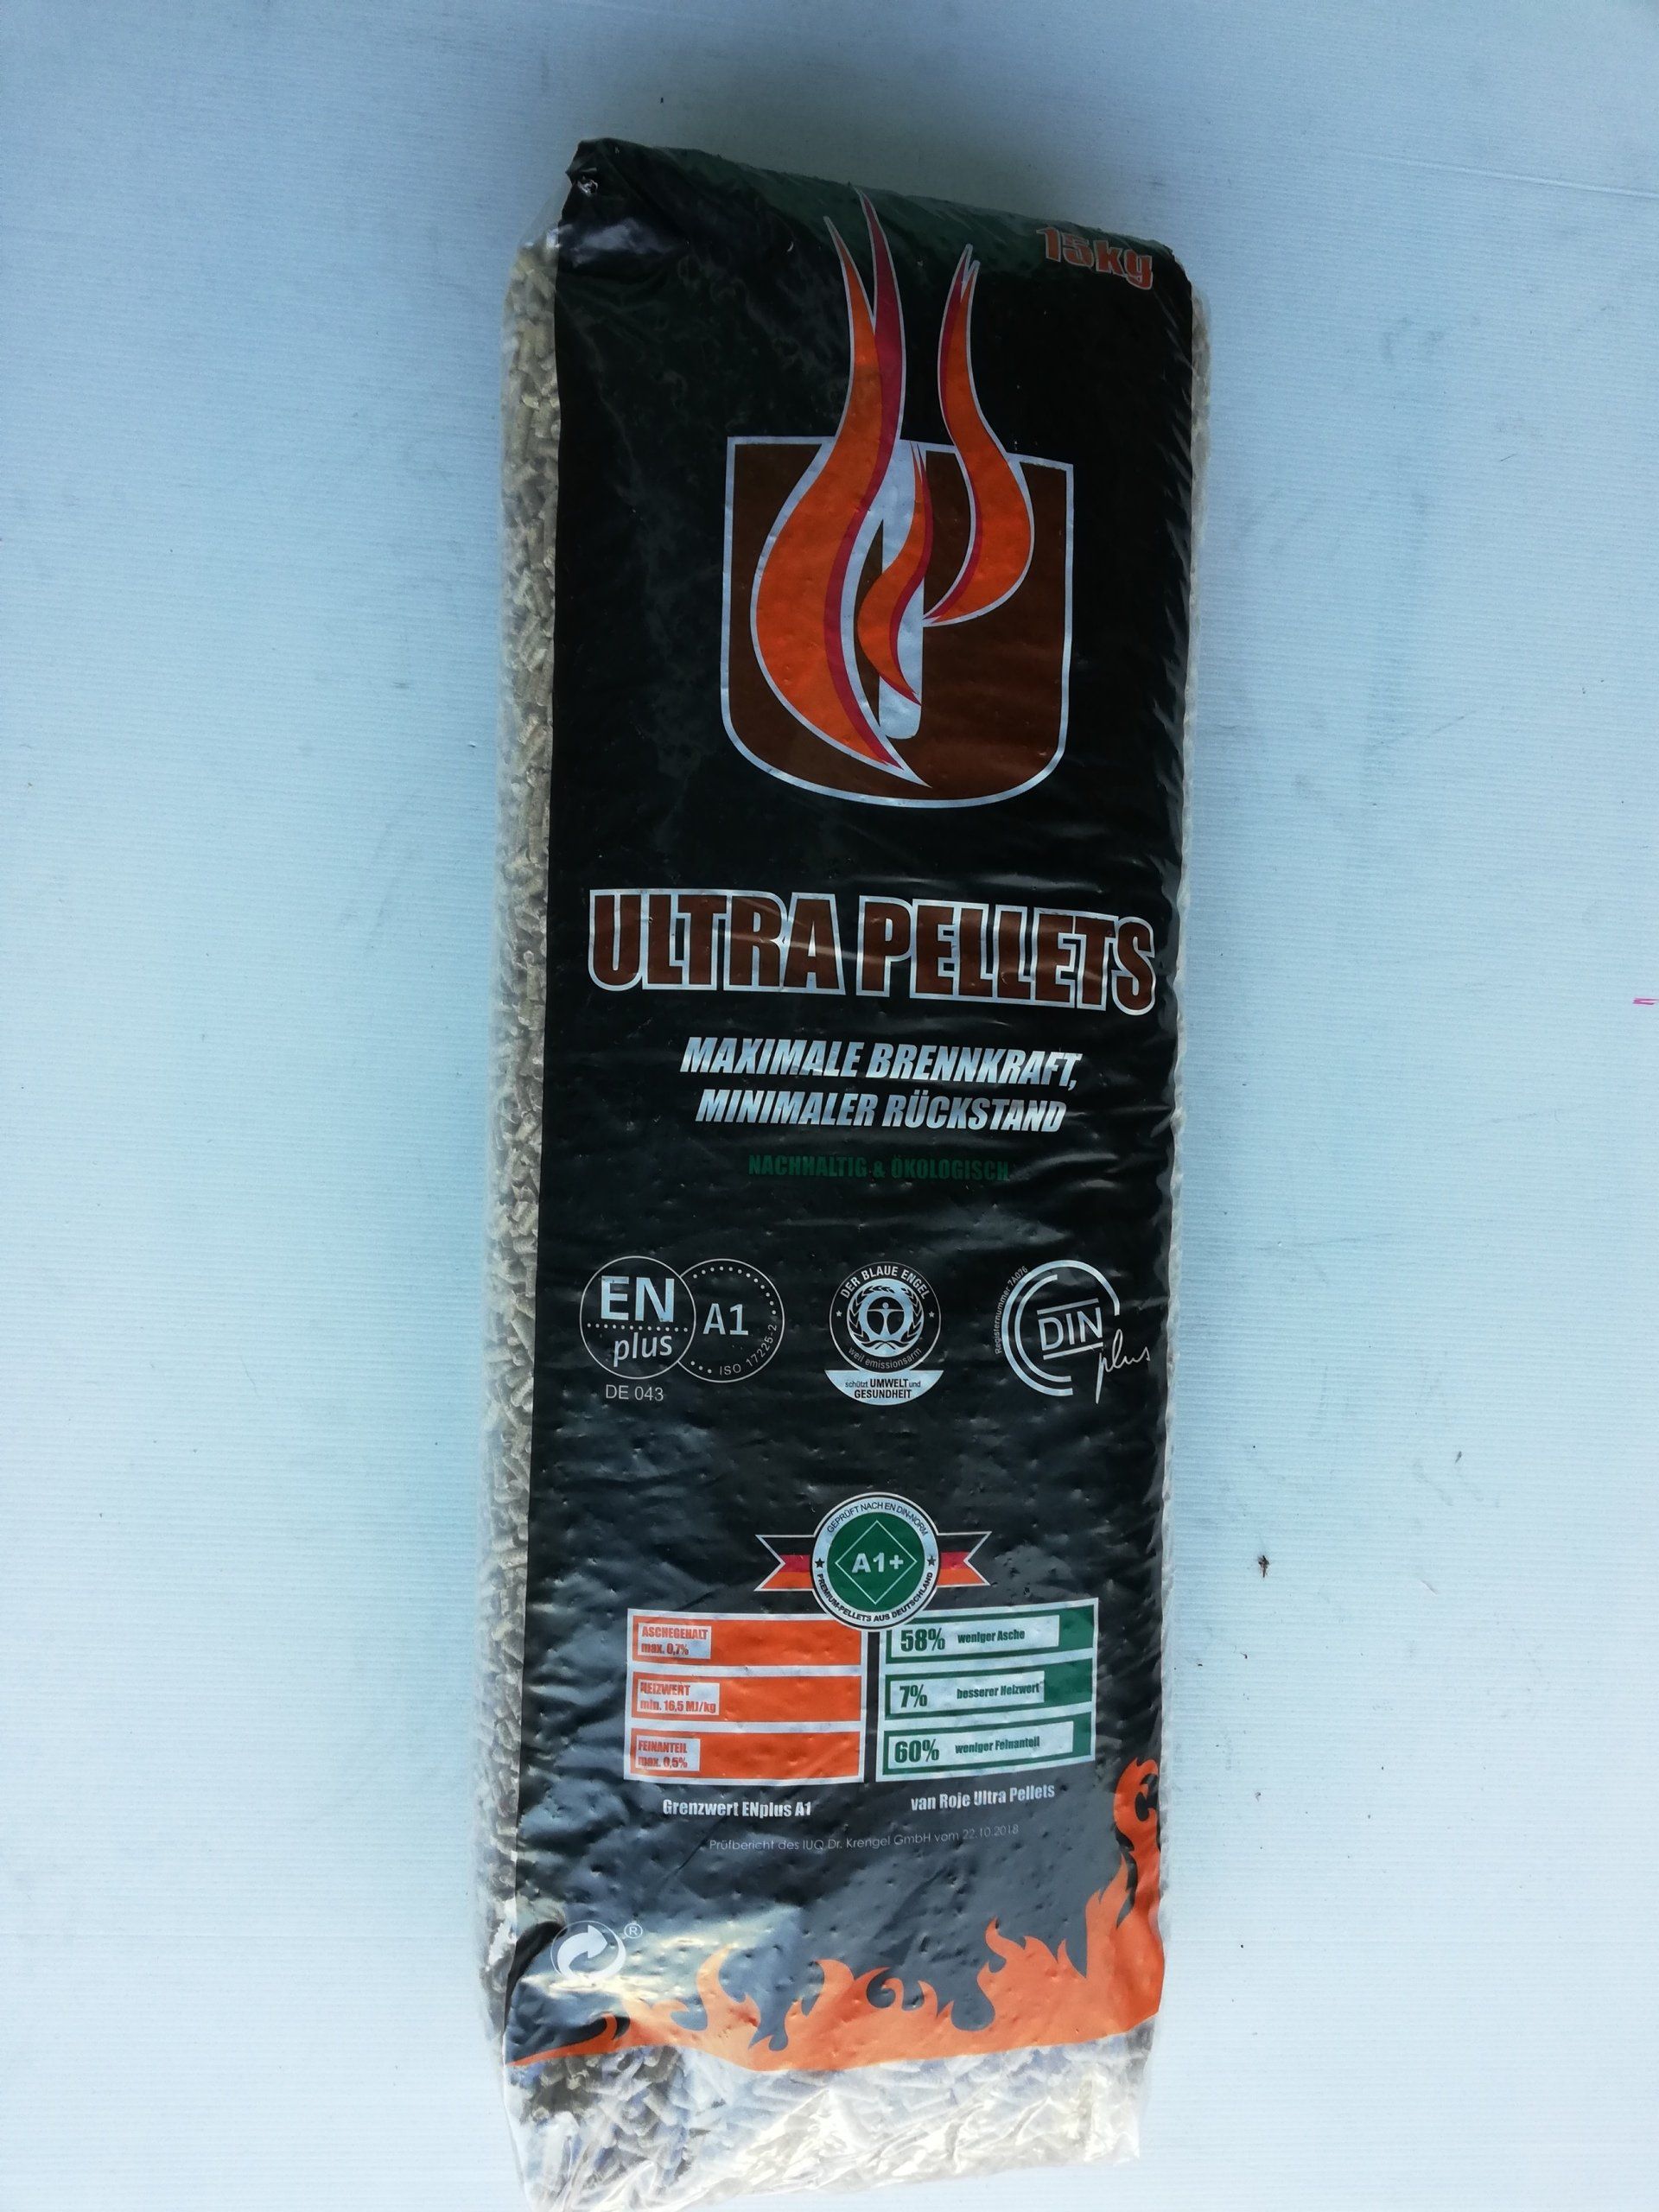 15kg
ULTRA PELLETS
MAXIMALE BRENNKRAFT,
MINIMALER RÜCKSTAND
NACHHALTIG & ÖKOLOGISCH
EN
plus
A1
ISO 17225-2
DE 043
DER BLAUE ENGEL
weil emissionsarm
schützt UMWELT und
GESUNDHEIT
Registernummer 7A076
DIN
plus
GEPRÜFT NACH EN DIN-NORM
A1+
PREMIUM-PELLETS AUS DEUTSCHLAND
ASCHEGEHALT
max. 0,7%
58% weniger Asche
HEIZWERT
min. 16,5 MJ/kg
7% besserer Heizwert
FEINANTEIL
max. 0,5%
60% weniger Feinanteil
Grenzwert ENplus A1
van Roje Ultra Pellets
Prüfbericht des IUQ Dr. Krengel GmbH vom 22.10.2018
®